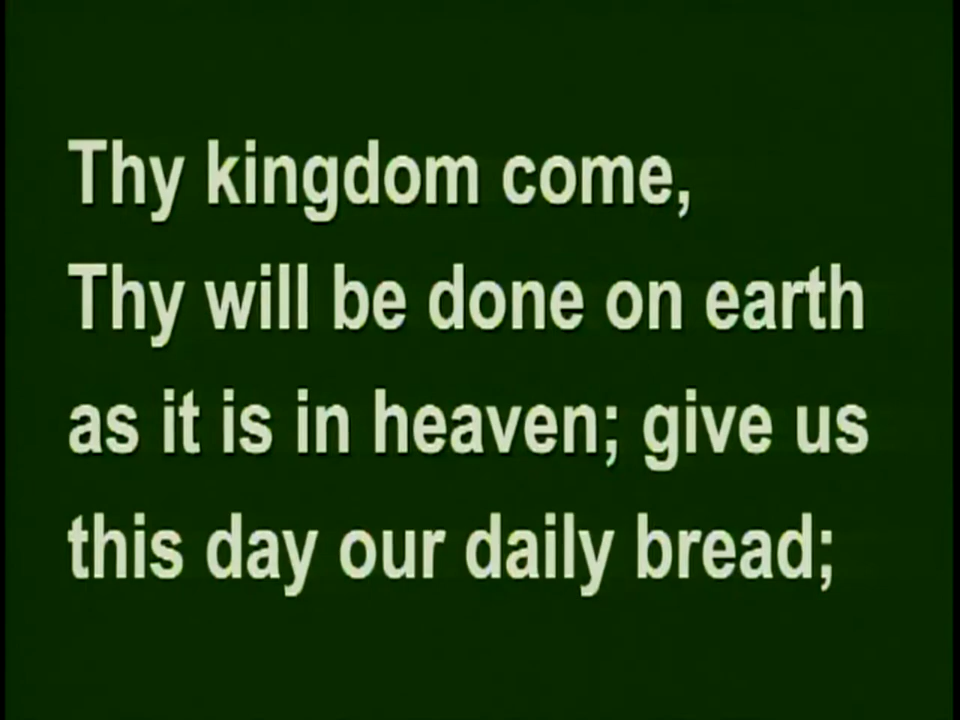 Thy kingdom come,
Thy will be done on earth
as it is in heaven; give us
this day our daily bread;